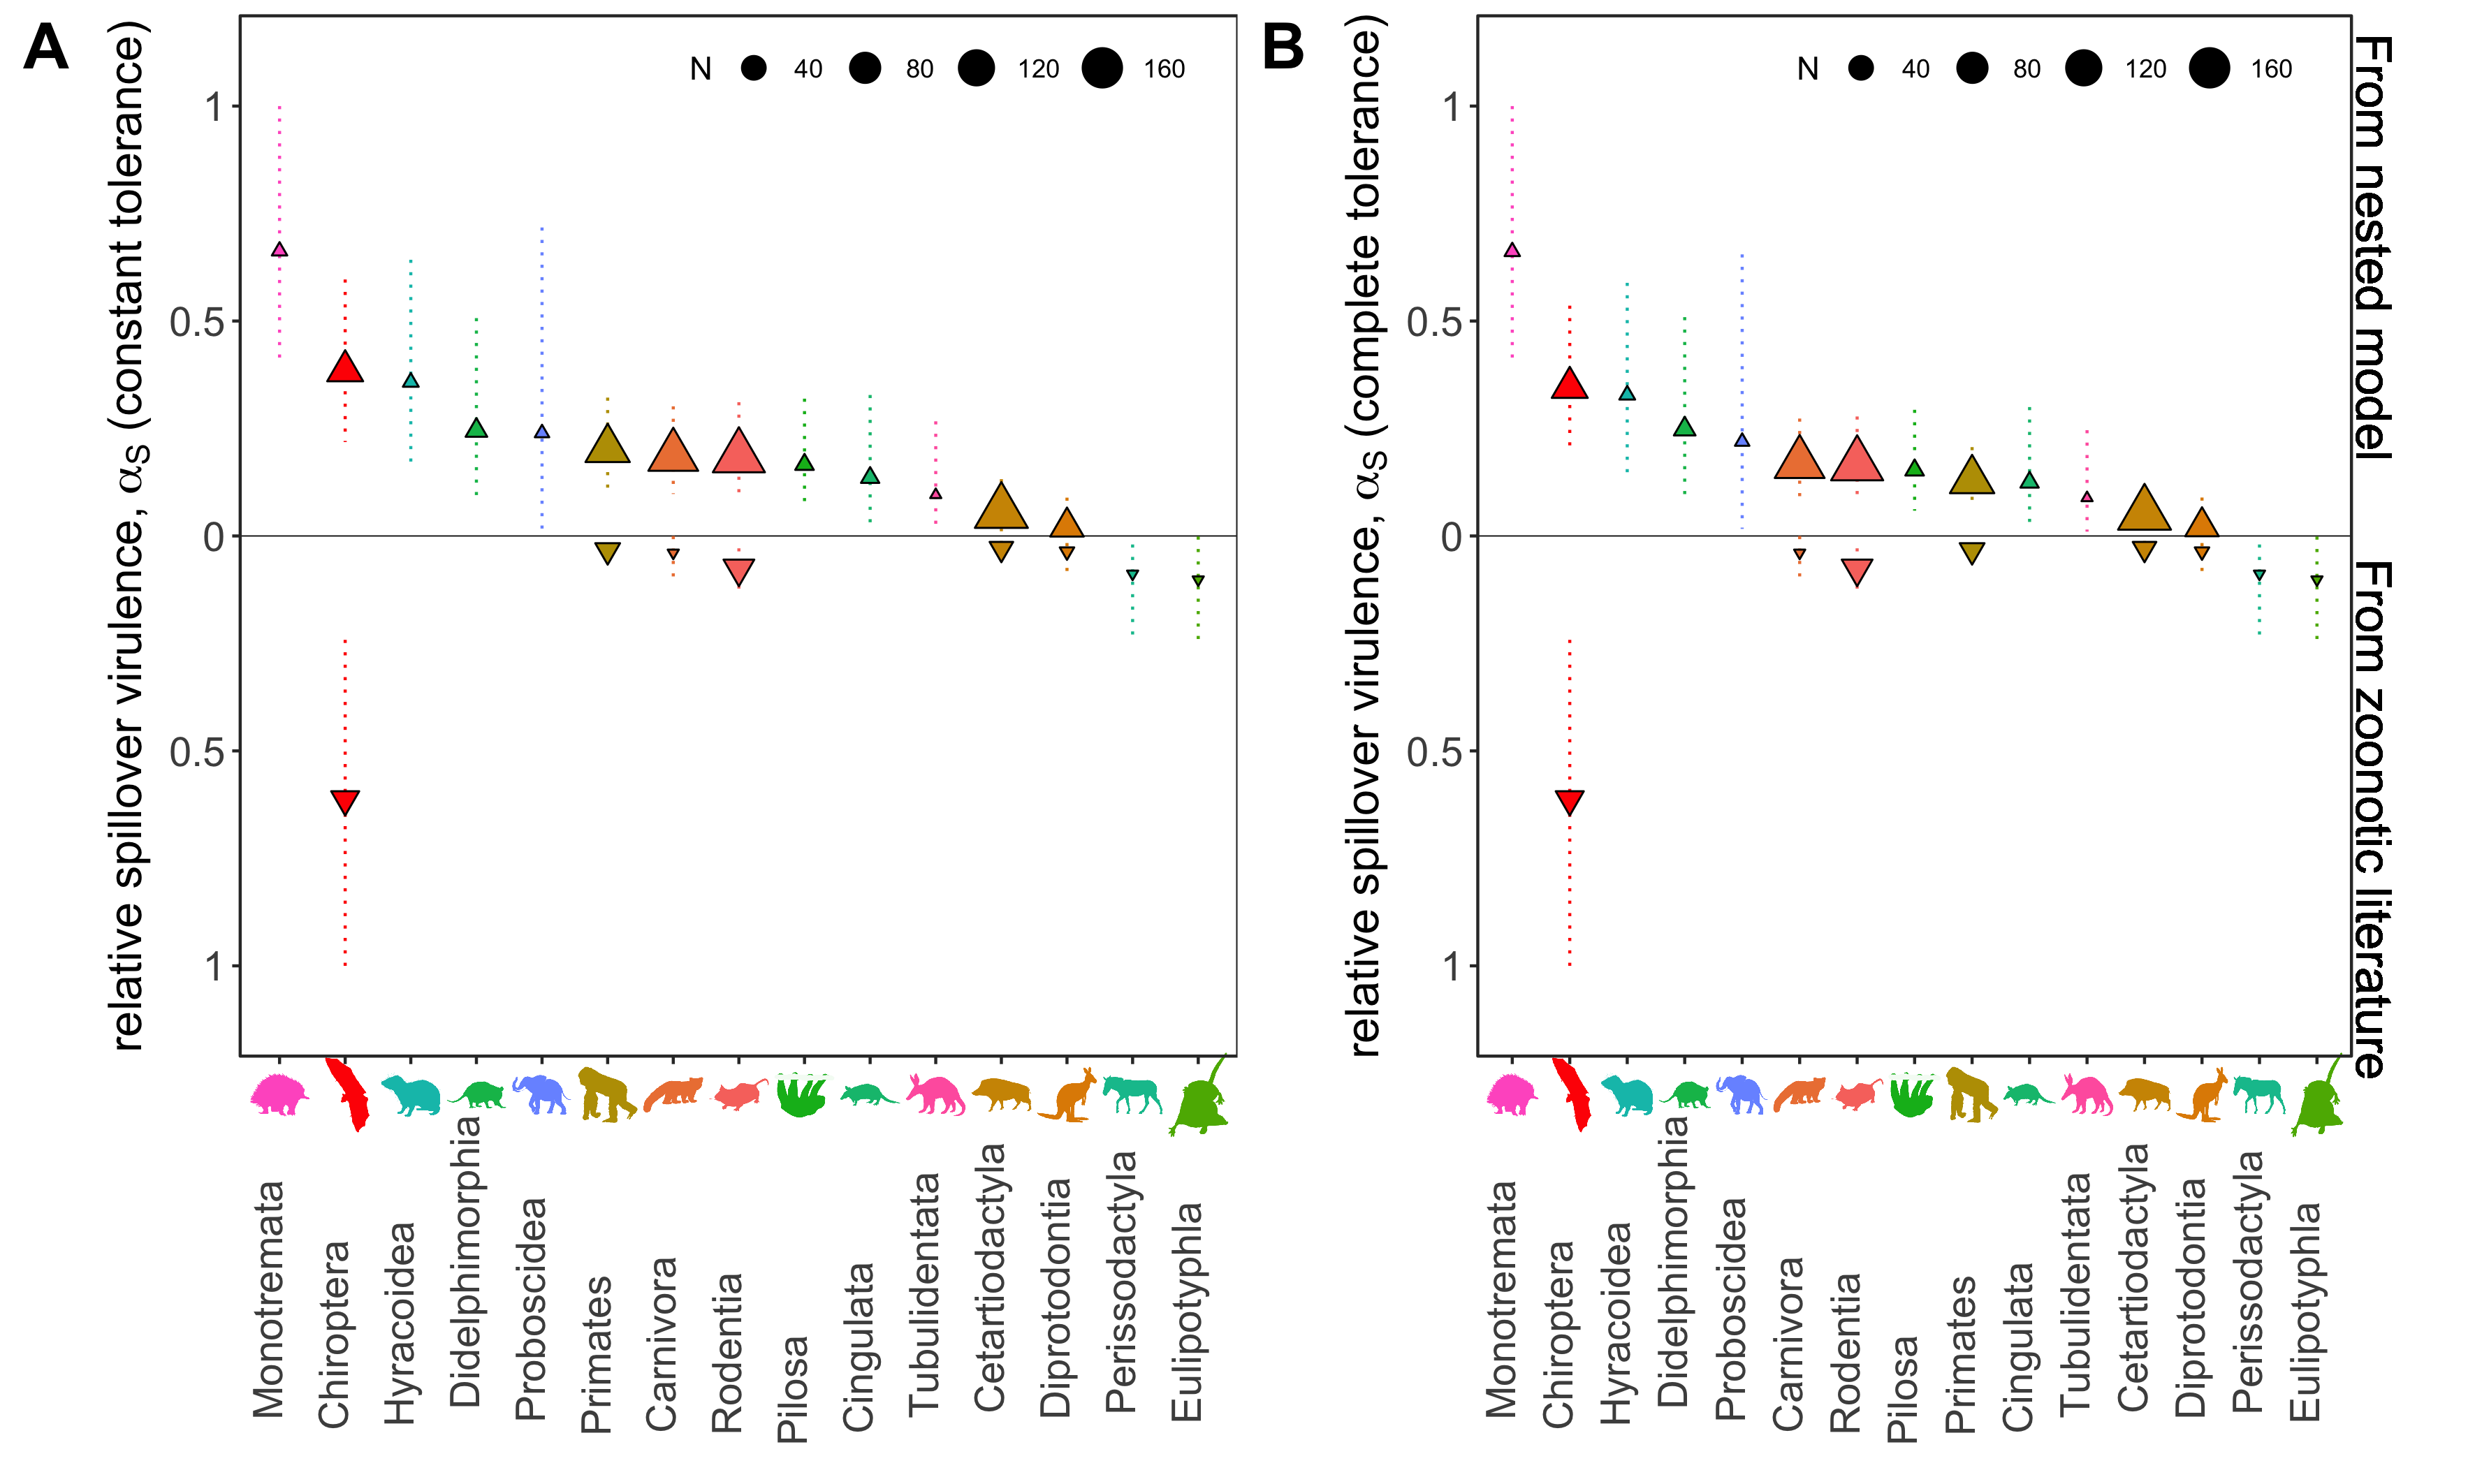 A
relative spillover virulence, αS (constant tolerance)
N 40 80 120 160
1
0.5
0
0.5
1
Monotremata
Chiroptera
Hyracoidea
Didelphimorphia
Proboscidea
Primates
Carnivora
Rodentia
Pilosa
Cingulata
Tubulidentata
Cetartiodactyla
Diprotodontia
Perissodactyla
Eulipotyphla
B
relative spillover virulence, αS (complete tolerance)
N 40 80 120 160
1
0.5
0
0.5
1
From nested model
From zoonotic literature
Monotremata
Chiroptera
Hyracoidea
Didelphimorphia
Proboscidea
Carnivora
Rodentia
Pilosa
Primates
Cingulata
Tubulidentata
Cetartiodactyla
Diprotodontia
Perissodactyla
Eulipotyphla